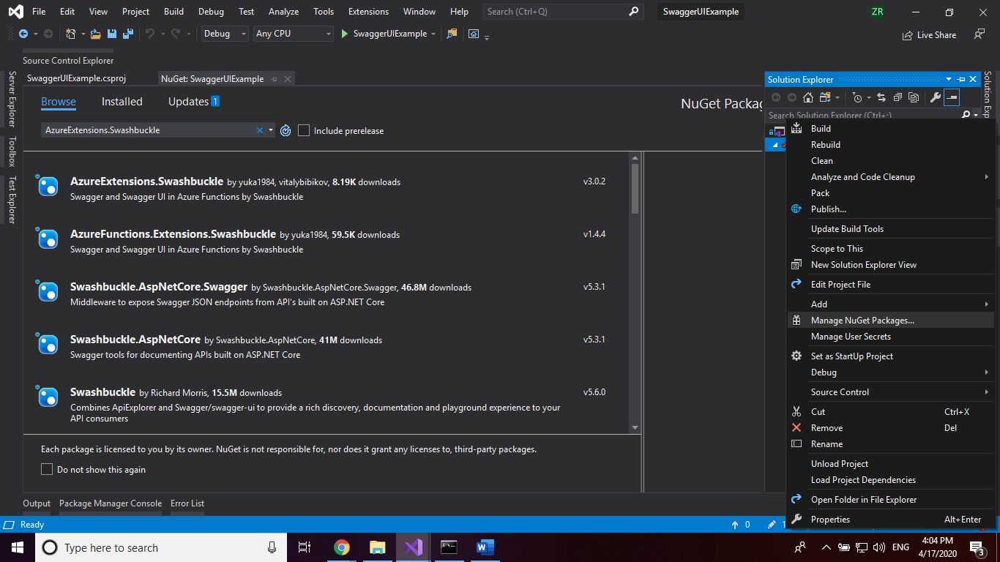 File Edit View Project Build Debug Test Analyze Tools Extensions Window Help Search (Ctrl+Q) SwaggerUIExample ZR
Debug Any CPU SwaggerUIExample Live Share
Source Control Explorer
SwaggerUIExample.csproj NuGet: SwaggerUIExample
Server Explorer
Toolbox
Test Explorer
Browse Installed Updates 1 NuGet Packag
AzureExtensions.Swashbuckle Include prerelease
AzureExtensions.Swashbuckle by yuka1984, vitalybibikov, 8.19K downloads v3.0.2
Swagger and Swagger UI in Azure Functions by Swashbuckle
AzureFunctions.Extensions.Swashbuckle by yuka1984, 59.5K downloads v1.4.4
Swagger and Swagger UI in Azure Functions by Swashbuckle
Swashbuckle.AspNetCore.Swagger by Swashbuckle.AspNetCore.Swagger, 46.8M downloads v5.3.1
Middleware to expose Swagger JSON endpoints from API's built on ASP.NET Core
Swashbuckle.AspNetCore by Swashbuckle.AspNetCore, 41M downloads v5.3.1
Swagger tools for documenting APIs built on ASP.NET Core
Swashbuckle by Richard Morris, 15.5M downloads v5.6.0
Combines ApiExplorer and Swagger/swagger-ui to provide a rich discovery, documentation and playground experience to your
API consumers
Each package is licensed to you by its owner. NuGet is not responsible for, nor does it grant any licenses to, third-party packages.
Do not show this again
Solution Explorer
Solution Exp
Search Solution Explorer (Ctrl+;)
Build
Rebuild
Clean
Analyze and Code Cleanup
Pack
Publish...
Update Build Tools
Scope to This
New Solution Explorer View
Edit Project File
Add
Manage NuGet Packages...
Manage User Secrets
Set as StartUp Project
Debug
Source Control
Cut Ctrl+X
Remove Del
Rename
Unload Project
Load Project Dependencies
Open Folder in File Explorer
Properties Alt+Enter
Output Package Manager Console Error List
Ready 0 1
Type here to search ENG 4:04 PM
4/17/2020 3